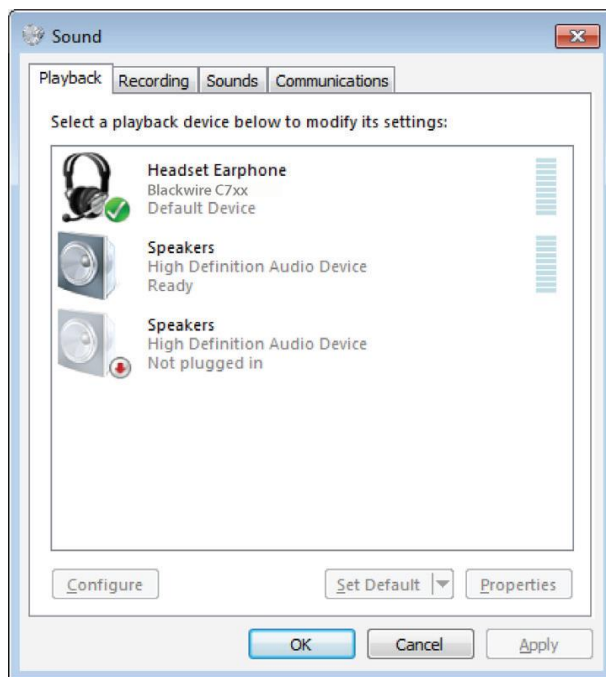 Sound
Playback Recording Sounds Communications
Select a playback device below to modify its settings:
Headset Earphone
Blackwire C7xx
Default Device
Speakers
High Definition Audio Device
Ready
Speakers
High Definition Audio Device
Not plugged in
Configure Set Default Properties
OK Cancel Apply